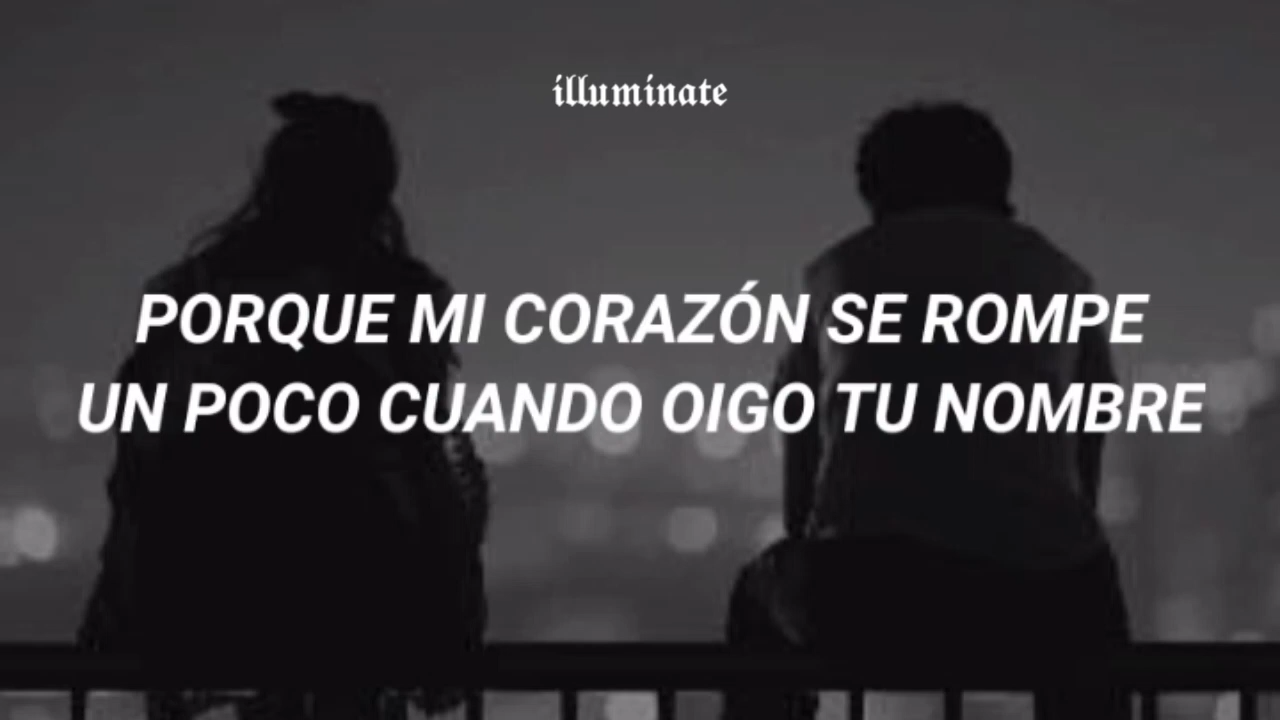 illuminate
PORQUE MI CORAZÓN SE ROMPE
UN POCO CUANDO OIGO TU NOMBRE